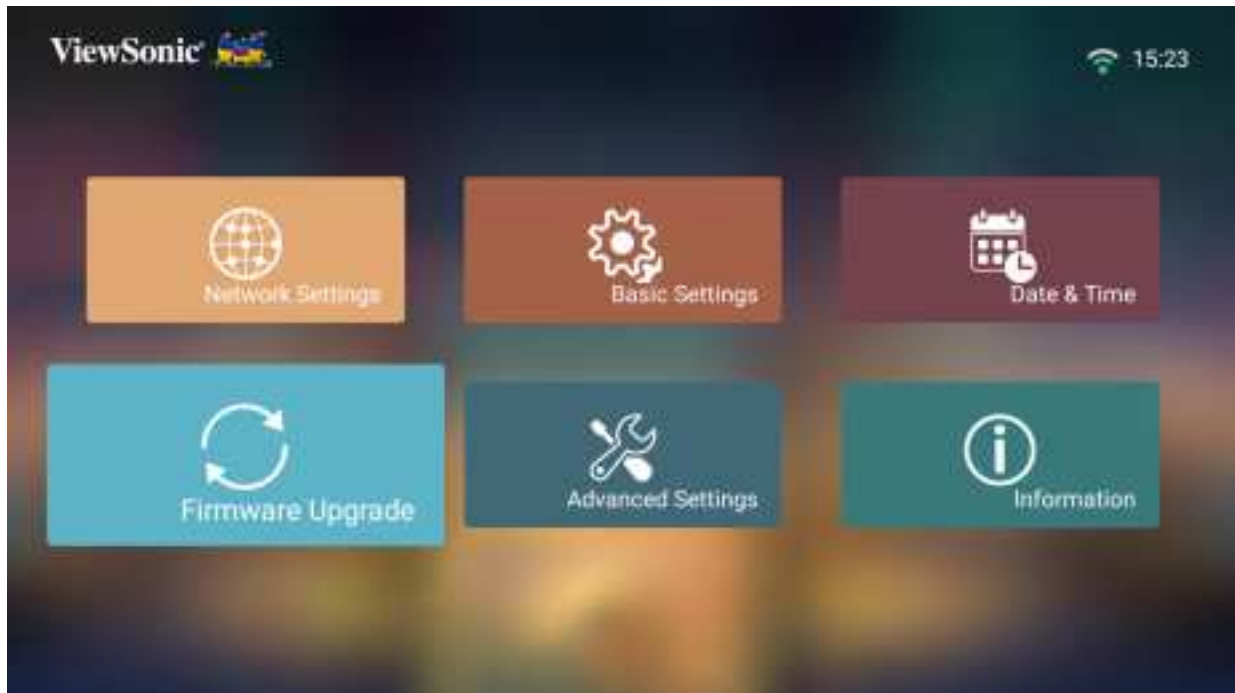 ViewSonic
15:23
Network Settings
Basic Settings
Date & Time
Firmware Upgrade
Advanced Settings
Information